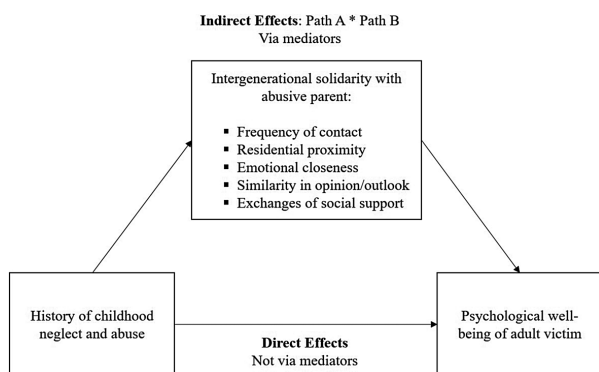 Indirect Effects: Path A * Path B
Via mediators
Intergenerational solidarity with
abusive parent:
▪ Frequency of contact
▪ Residential proximity
▪ Emotional closeness
▪ Similarity in opinion/outlook
▪ Exchanges of social support
History of childhood
neglect and abuse
Psychological well-
being of adult victim
Direct Effects
Not via mediators